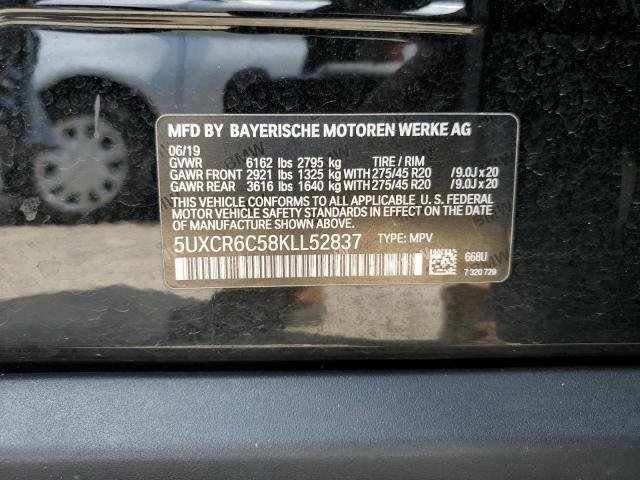 MFD BY BAYERISCHE MOTOREN WERKE AG
06/19
GVWR 6162 lbs 2795 kg TIRE / RIM
GAWR FRONT 2921 lbs 1325 kg WITH 275/45 R20 / 9.0J x 20
GAWR REAR 3616 lbs 1640 kg WITH 275/45 R20 / 9.0J x 20
THIS VEHICLE CONFORMS TO ALL APPLICABLE U. S. FEDERAL
MOTOR VEHICLE SAFETY STANDARDS IN EFFECT ON THE DATE OF
MANUFACTURE SHOWN ABOVE.
5UXCR6C58KLL52837 TYPE: MPV
668U
7 320 729